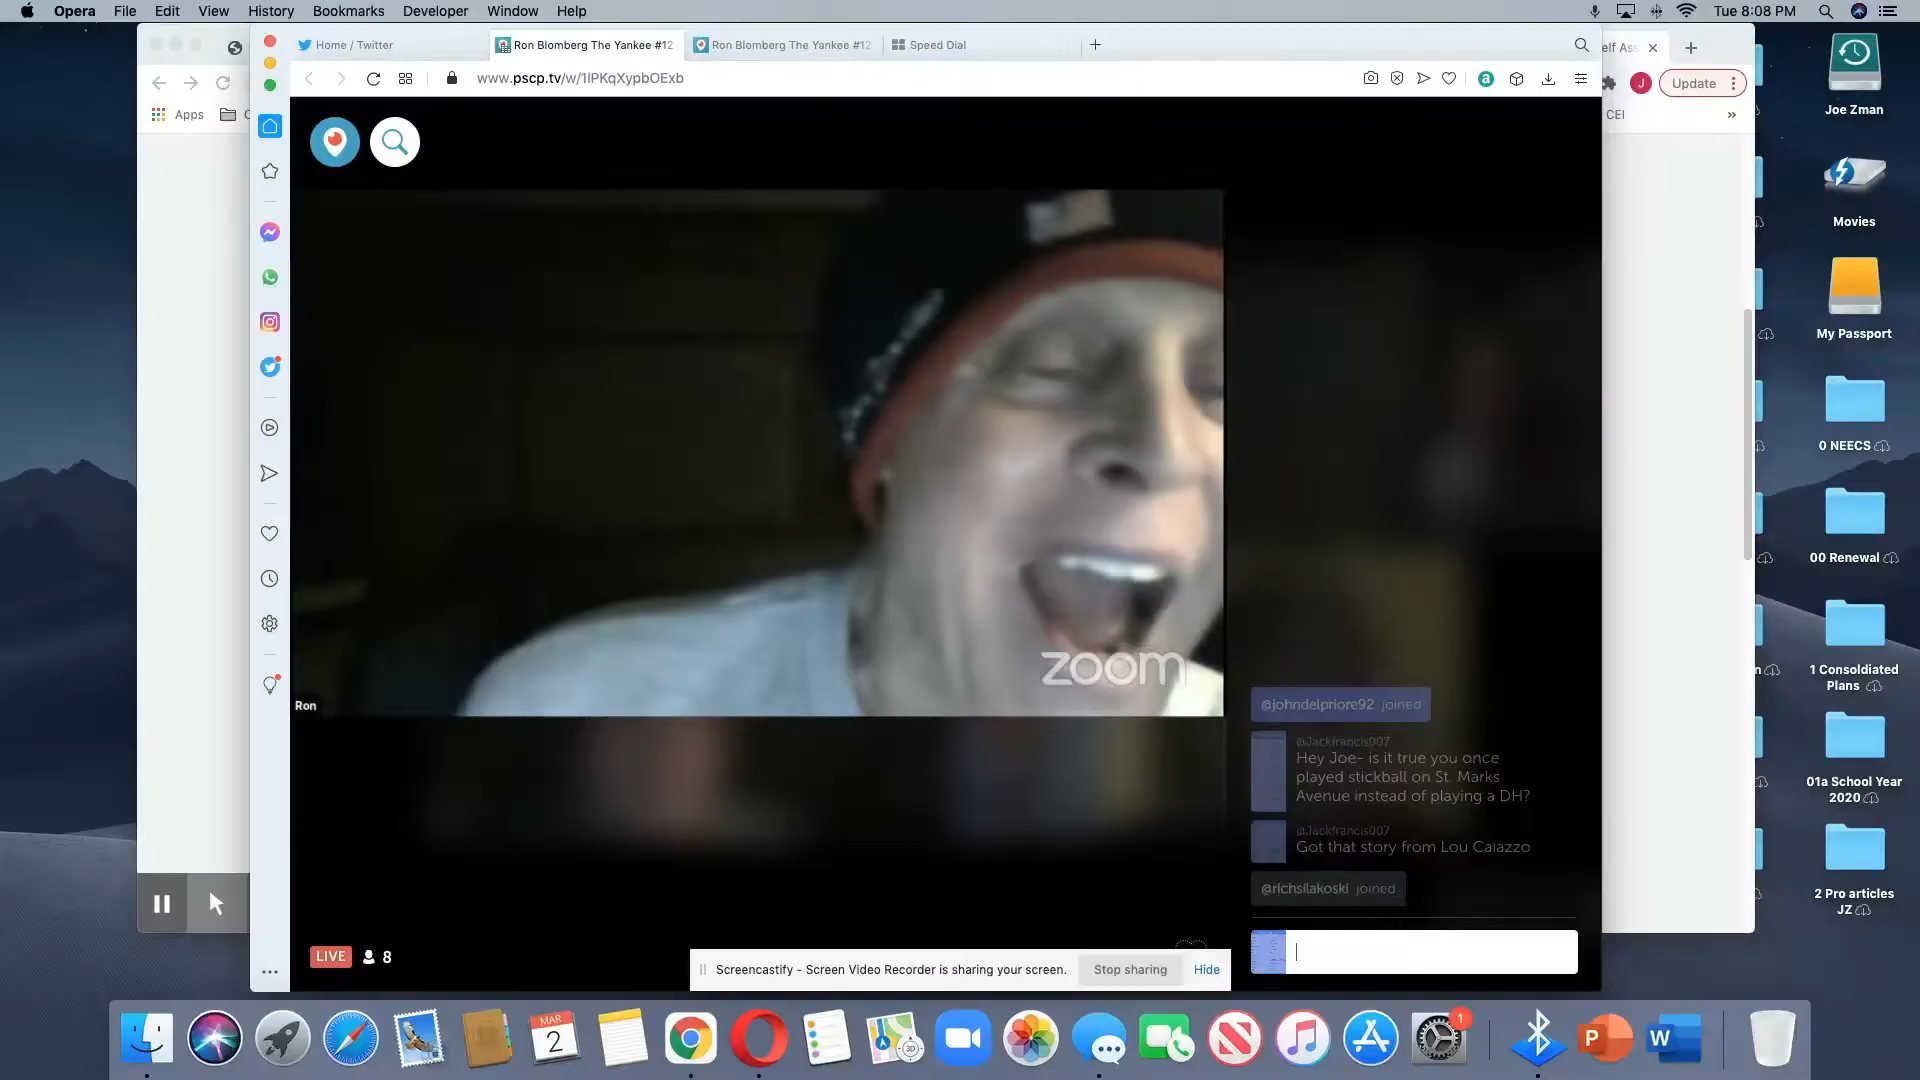 Opera File Edit View History Bookmarks Developer Window Help
Tue 8:08 PM
Home / Twitter
Ron Blomberg The Yankee #12
Ron Blomberg The Yankee #12
Speed Dial
elf Ass
www.pscp.tv/w/1lPKqXypbOExb
J
Update
Apps
CEI
Joe Zman
Movies
My Passport
0 NEECS
00 Renewal
1 Consoldiated
Plans
01a School Year
2020
2 Pro articles
JZ
zoom
Ron
@johndelpriore92 joined
@Jackfrancis007
Hey Joe- is it true you once
played stickball on St. Marks
Avenue instead of playing a DH?
@Jackfrancis007
Got that story from Lou Caiazzo
@richsilakoski joined
LIVE 8
Screencastify - Screen Video Recorder is sharing your screen.
Stop sharing
Hide
MAR
2
3D
1
P
W